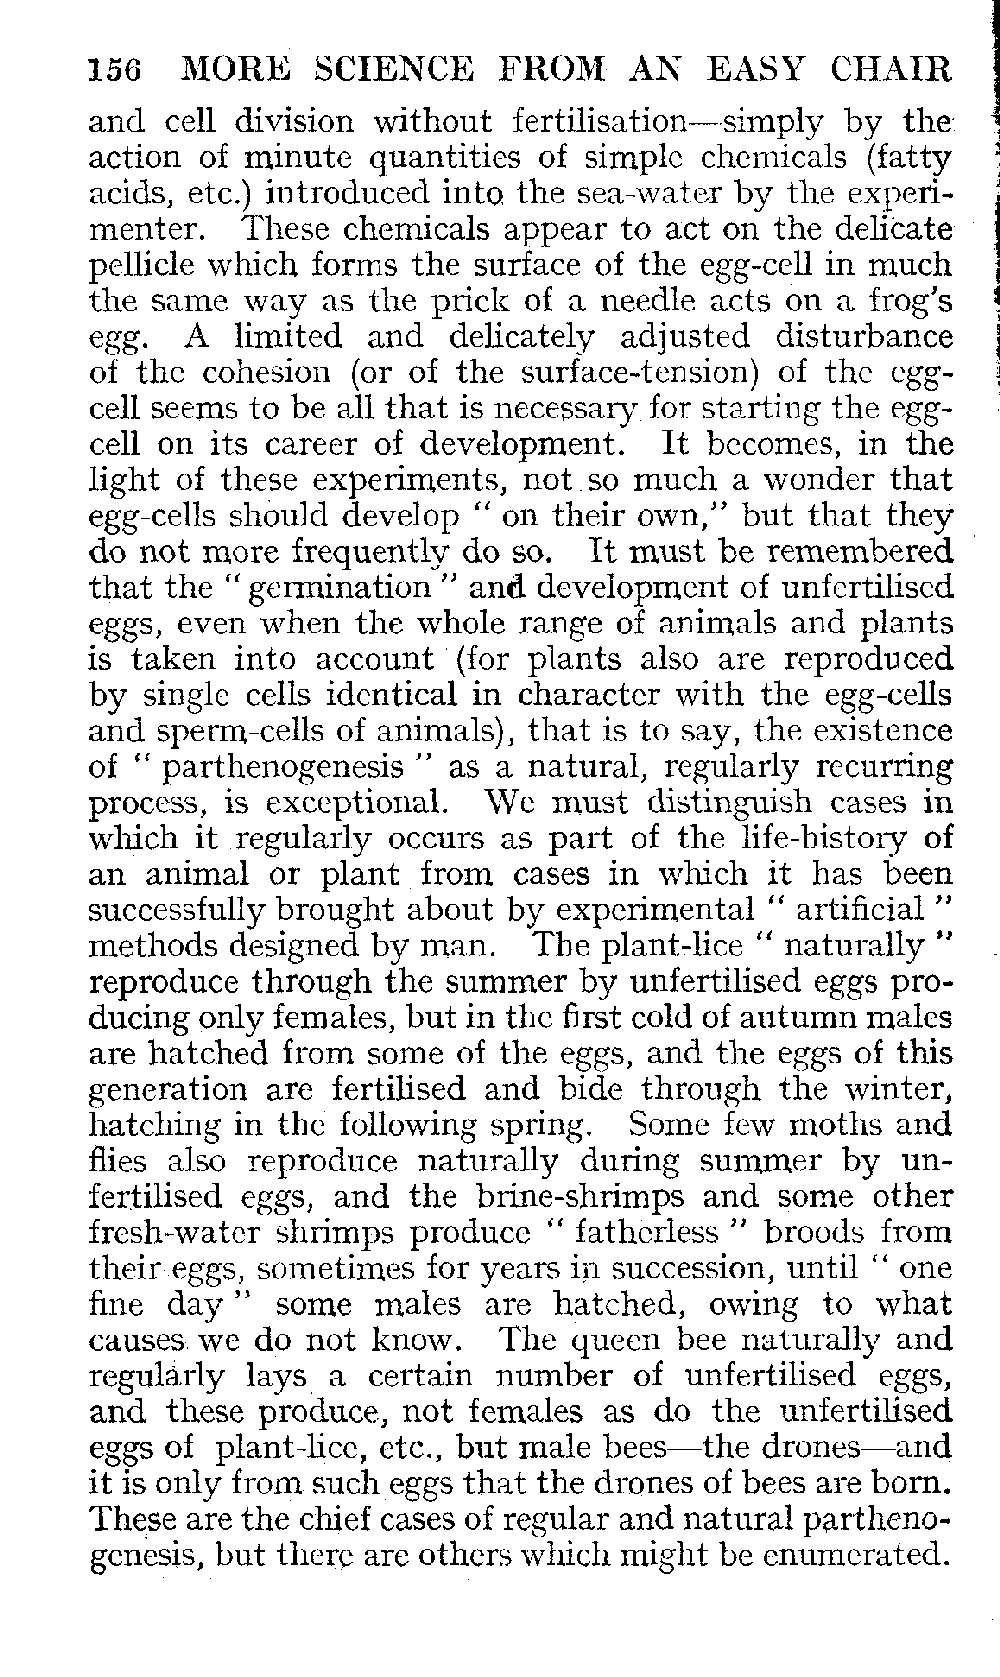 156 MORE SCIENCE FROM AN EASY CHAIR
and cell division without fertilisation—simply by the
action of minute quantities of simple chemicals (fatty
acids, etc.) introduced into the sea-water by the experi-
menter. These chemicals appear to act on the delicate
pellicle which forms the surface of the egg-cell in much
the same way as the prick of a needle acts on a frog's
egg. A limited and delicately adjusted disturbance
of the cohesion (or of the surface-tension) of the egg-
cell seems to be all that is necessary for starting the egg-
cell on its career of development. It becomes, in the
light of these experiments, not so much a wonder that
egg-cells should develop " on their own," but that they
do not more frequently do so. It must be remembered
that the " germination " and development of unfertilised
eggs, even when the whole range of animals and plants
is taken into account (for plants also are reproduced
by single cells identical in character with the egg-cells
and sperm-cells of animals), that is to say, the existence
of " parthenogenesis " as a natural, regularly recurring
process, is exceptional. We must distinguish cases in
which it regularly occurs as part of the life-history of
an animal or plant from cases in which it has been
successfully brought about by experimental " artificial "
methods designed by man. The plant-lice " naturally "
reproduce through the summer by unfertilised eggs pro-
ducing only females, but in the first cold of autumn males
are hatched from some of the eggs, and the eggs of this
generation are fertilised and bide through the winter,
hatching in the following spring. Some few moths and
flies also reproduce naturally during summer by un-
fertilised eggs, and the brine-shrimps and some other
fresh-water shrimps produce " fatherless " broods from
their eggs, sometimes for years in succession, until " one
fine day " some males are hatched, owing to what
causes we do not know. The queen bee naturally and
regularly lays a certain number of unfertilised eggs,
and these produce, not females as do the unfertilised
eggs of plant-lice, etc., but male bees—the drones—and
it is only from such eggs that the drones of bees are born.
These are the chief cases of regular and natural partheno-
genesis, but there are others which might be enumerated.